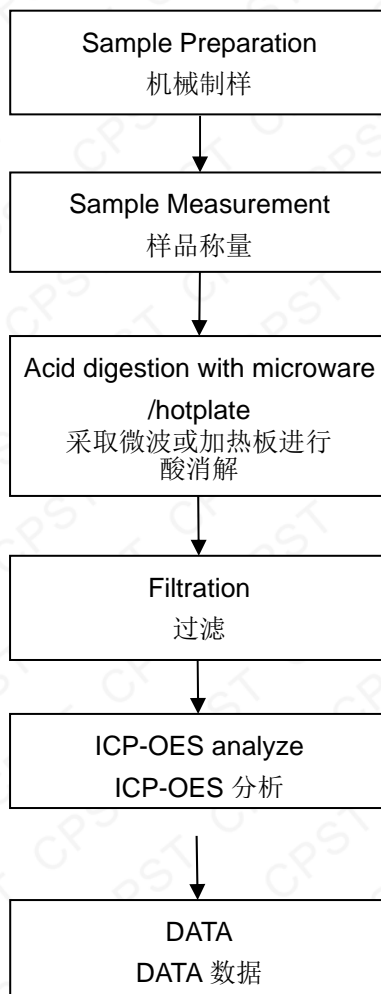 Sample Preparation
机械制样
Sample Measurement
样品称量
Acid digestion with microware
/hotplate
采取微波或加热板进行
酸消解
Filtration
过滤
ICP-OES analyze
ICP-OES 分析
DATA
DATA 数据